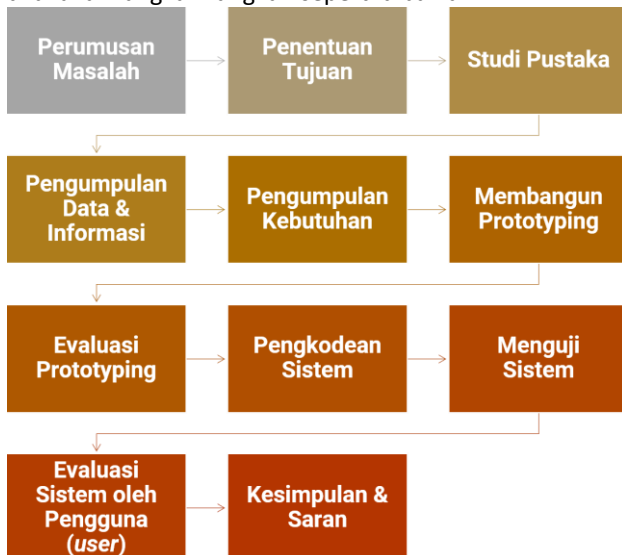 Perumusan
Masalah
Penentuan
Tujuan
Studi Pustaka
Pengumpulan
Data &
Informasi
Pengumpulan
Kebutuhan
Membangun
Prototyping
Evaluasi
Prototyping
Pengkodean
Sistem
Menguji
Sistem
Evaluasi
Sistem oleh
Pengguna
(user)
Kesimpulan &
Saran